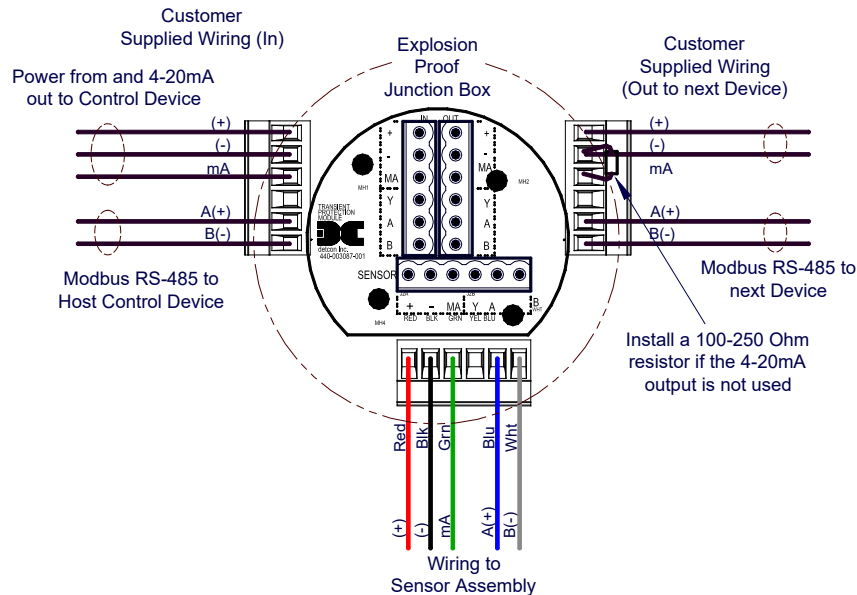 Customer
Supplied Wiring (In)
Power from and 4-20mA
out to Control Device
(+)
(-)
mA
A(+)
B(-)
Modbus RS-485 to
Host Control Device
Explosion
Proof
Junction Box
IN OUT
+ +
- -
MA MA
Y Y
A A
B B
MH1
MH2
TRANSIENT
PROTECTION
MODULE
detcon Inc.
440-003087-001
SENSOR
J2A J2B
+ - MA Y A B
RED BLK GRN YEL BLU WHT
MH4
Customer
Supplied Wiring
(Out to next Device)
(+)
(-)
mA
A(+)
B(-)
Modbus RS-485 to
next Device
Install a 100-250 Ohm
resistor if the 4-20mA
output is not used
Red
Blk
Grn
Blu
Wht
(+)
(-)
mA
A(+)
B(-)
Wiring to
Sensor Assembly